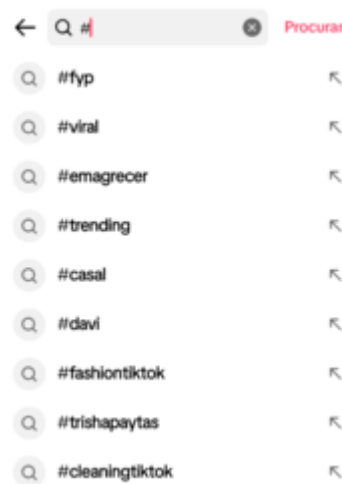 # Procurar
#fyp
#viral
#emagrecer
#trending
#casal
#davi
#fashiontiktok
#trishapaytas
#cleaningtiktok